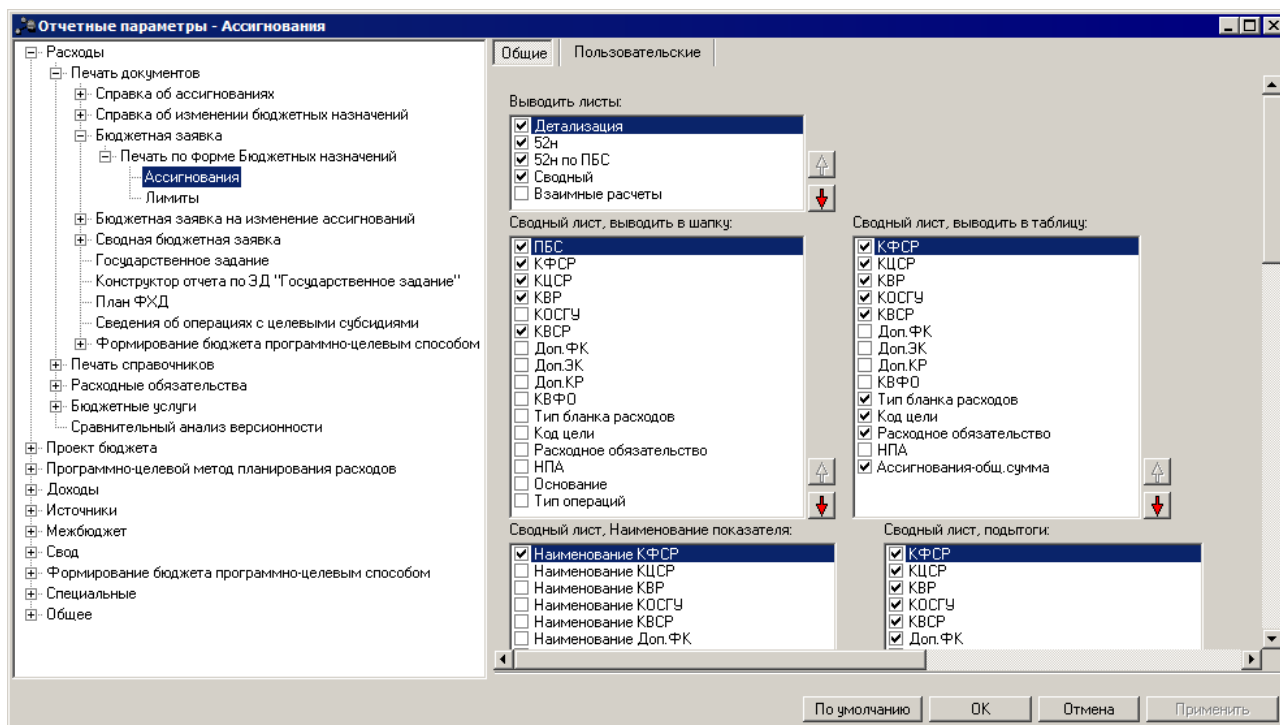 Отчетные параметры - Ассигнования
Расходы
Печать документов
Справка об ассигнованиях
Справка об изменении бюджетных назначений
Бюджетная заявка
Печать по форме Бюджетных назначений
Ассигнования
Лимиты
Бюджетная заявка на изменение ассигнований
Сводная бюджетная заявка
Государственное задание
Конструктор отчета по ЭД "Государственное задание"
План ФХД
Сведения об операциях с целевыми субсидиями
Формирование бюджета программно-целевым способом
Печать справочников
Расходные обязательства
Бюджетные услуги
Сравнительный анализ версионности
Проект бюджета
Программно-целевой метод планирования расходов
Доходы
Источники
Межбюджет
Свод
Формирование бюджета программно-целевым способом
Специальные
Общее
Общие Пользовательские
Выводить листы:
Детализация
52н
52н по ПБС
Сводный
Взаимные расчеты
Сводный лист, выводить в шапку:
ПБС
КФСР
КЦСР
КВР
КОСГУ
КВСР
Доп.ФК
Доп.ЭК
Доп.КР
КВФО
Тип бланка расходов
Код цели
Расходное обязательство
НПА
Основание
Тип операций
Сводный лист, выводить в таблицу:
КФСР
КЦСР
КВР
КОСГУ
КВСР
Доп.ФК
Доп.ЭК
Доп.КР
КВФО
Тип бланка расходов
Код цели
Расходное обязательство
НПА
Ассигнования-общ.сумма
Сводный лист, Наименование показателя:
Наименование КФСР
Наименование КЦСР
Наименование КВР
Наименование КОСГУ
Наименование КВСР
Наименование Доп.ФК
Сводный лист, подытоги:
КФСР
КЦСР
КВР
КОСГУ
КВСР
Доп.ФК
По умолчанию OK Отмена Применить